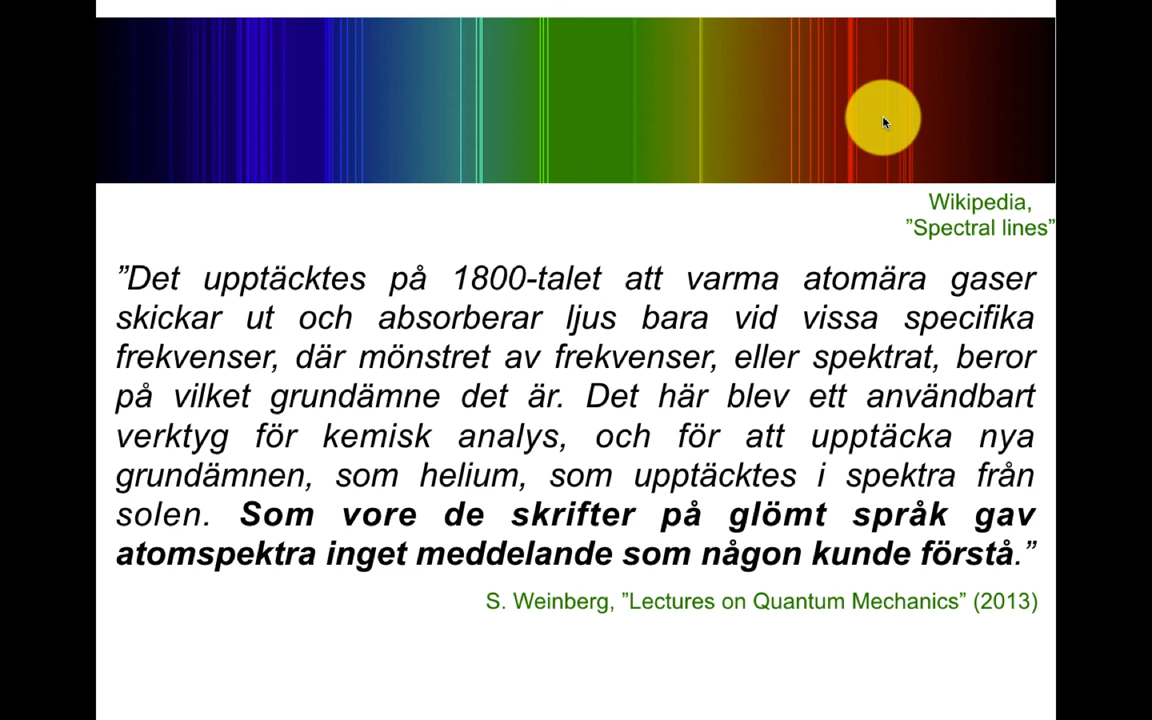 Wikipedia,
”Spectral lines”
”Det upptäcktes på 1800-talet att varma atomära gaser
skickar ut och absorberar ljus bara vid vissa specifika
frekvenser, där mönstret av frekvenser, eller spektrat, beror
på vilket grundämne det är. Det här blev ett användbart
verktyg för kemisk analys, och för att upptäcka nya
grundämnen, som helium, som upptäcktes i spektra från
solen. Som vore de skrifter på glömt språk gav
atomspektra inget meddelande som någon kunde förstå.”
S. Weinberg, ”Lectures on Quantum Mechanics” (2013)